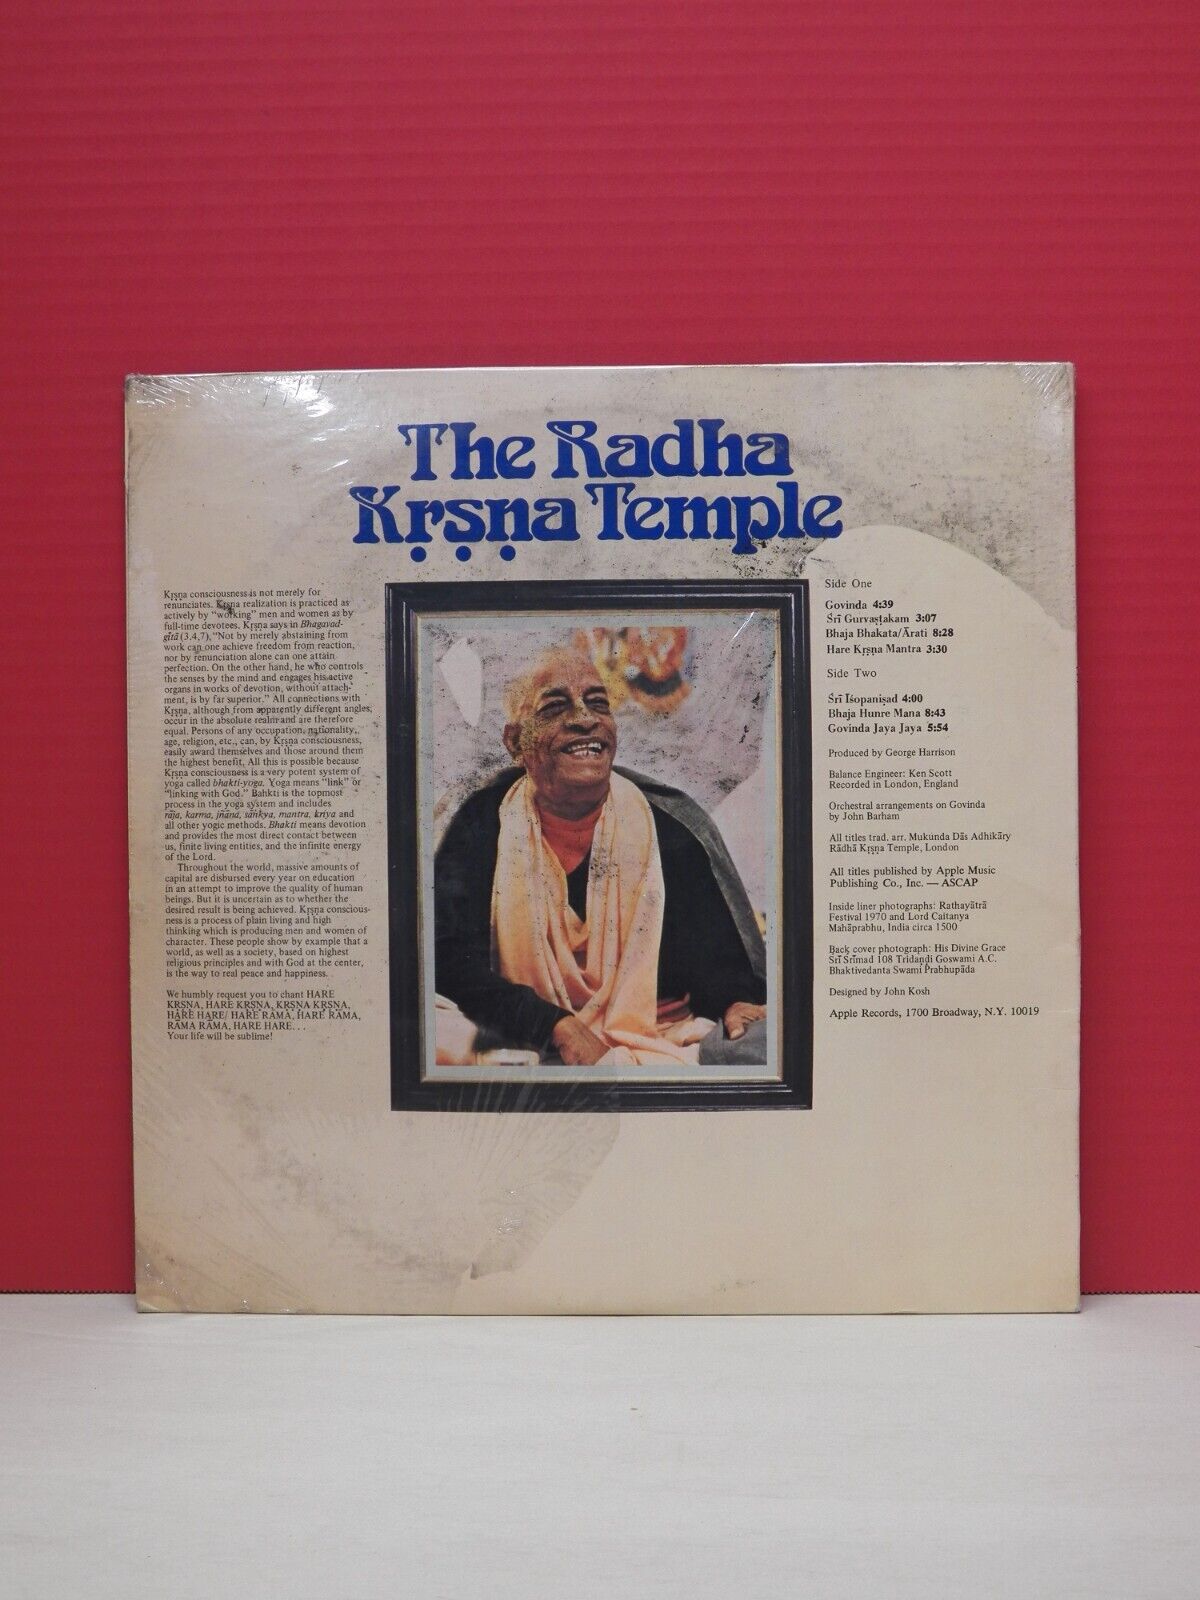 The Radha
Kṛṣṇa Temple
Kṛṣṇa consciousness is not merely for
renunciates. Kṛṣṇa realization is practiced as
actively by "working" men and women as by
full-time devotees. Kṛṣṇa says in Bhagavad-
gītā (3.4,7), "Not by merely abstaining from
work can one achieve freedom from reaction,
nor by renunciation alone can one attain
perfection. On the other hand, he who controls
the senses by the mind and engages his active
organs in works of devotion, without attach-
ment, is by far superior." All connections with
Kṛṣṇa, although from apparently different angles,
occur in the absolute realm and are therefore
equal. Persons of any occupation, nationality,
age, religion, etc., can, by Kṛṣṇa consciousness,
easily award themselves and those around them
the highest benefit. All this is possible because
Kṛṣṇa consciousness is a very potent system of
yoga called bhakti-yoga. Yoga means "link" or
"linking with God." Bahkti is the topmost
process in the yoga system and includes
rāja, karma, jñāna, sāṅkya, mantra, kriya and
all other yogic methods. Bhakti means devotion
and provides the most direct contact between
us, finite living entities, and the infinite energy
of the Lord.
Throughout the world, massive amounts of
capital are disbursed every year on education
in an attempt to improve the quality of human
beings. But it is uncertain as to whether the
desired result is being achieved. Kṛṣṇa conscious-
ness is a process of plain living and high
thinking which is producing men and women of
character. These people show by example that a
world, as well as a society, based on highest
religious principles and with God at the center,
is the way to real peace and happiness.
We humbly request you to chant HARE
KṚṢṆA, HARE KṚṢṆA, KṚṢṆA KṚṢṆA,
HARE HARE/ HARE RĀMA, HARE RĀMA,
RĀMA RĀMA, HARE HARE...
Your life will be sublime!
Side One
Govinda 4:39
Śrī Gurvaṣṭakam 3:07
Bhaja Bhakata/Ārati 8:28
Hare Kṛṣṇa Mantra 3:30
Side Two
Śrī Īśopaniṣad 4:00
Bhaja Hunre Mana 8:43
Govinda Jaya Jaya 5:54
Produced by George Harrison
Balance Engineer: Ken Scott
Recorded in London, England
Orchestral arrangements on Govinda
by John Barham
All titles trad. arr. Mukunda Dās Adhikāry
Rādhā Kṛṣṇa Temple, London
All titles published by Apple Music
Publishing Co., Inc. — ASCAP
Inside liner photographs: Rathayātrā
Festival 1970 and Lord Caitanya
Mahāprabhu, India circa 1500
Back cover photograph: His Divine Grace
Śrī Śrīmad 108 Tridaṇḍi Goswami A.C.
Bhaktivedanta Swami Prabhupāda
Designed by John Kosh
Apple Records, 1700 Broadway, N.Y. 10019